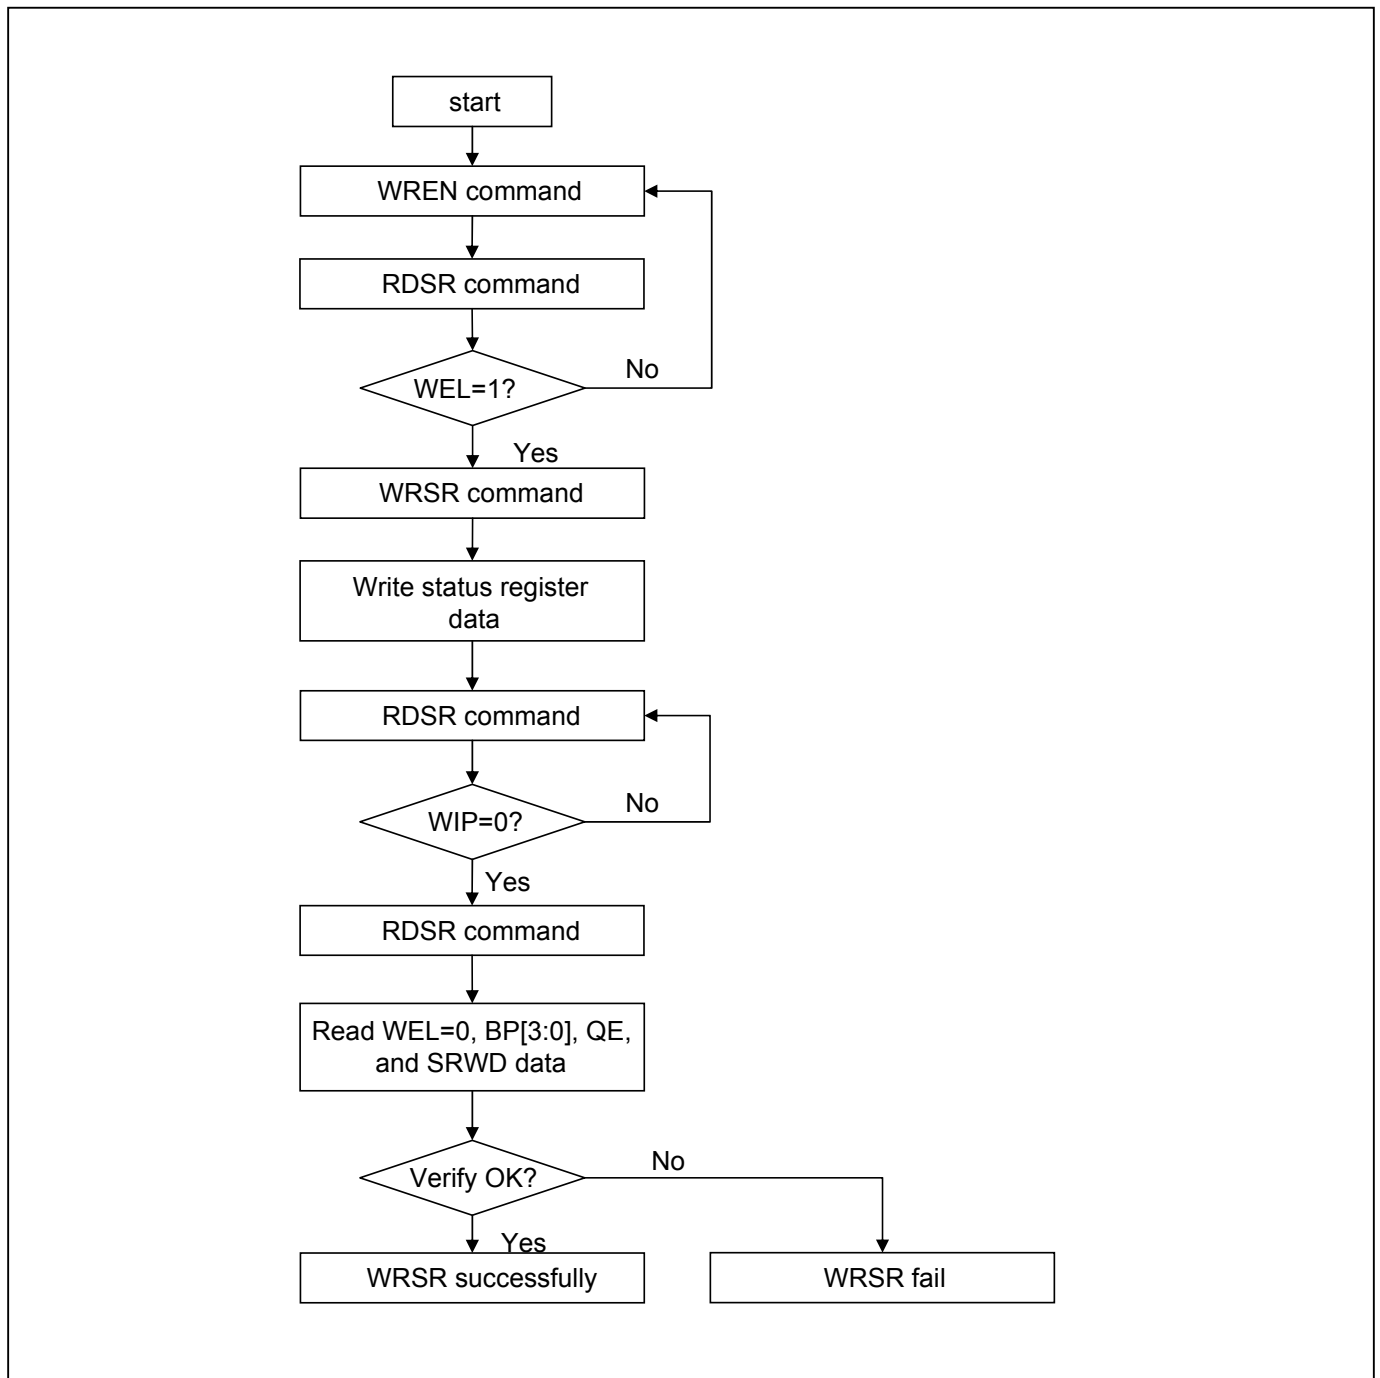 start
WREN command
RDSR command
WEL=1?
No
Yes
WRSR command
Write status register
data
RDSR command
WIP=0?
No
Yes
RDSR command
Read WEL=0, BP[3:0], QE,
and SRWD data
Verify OK?
No
Yes
WRSR successfully
WRSR fail